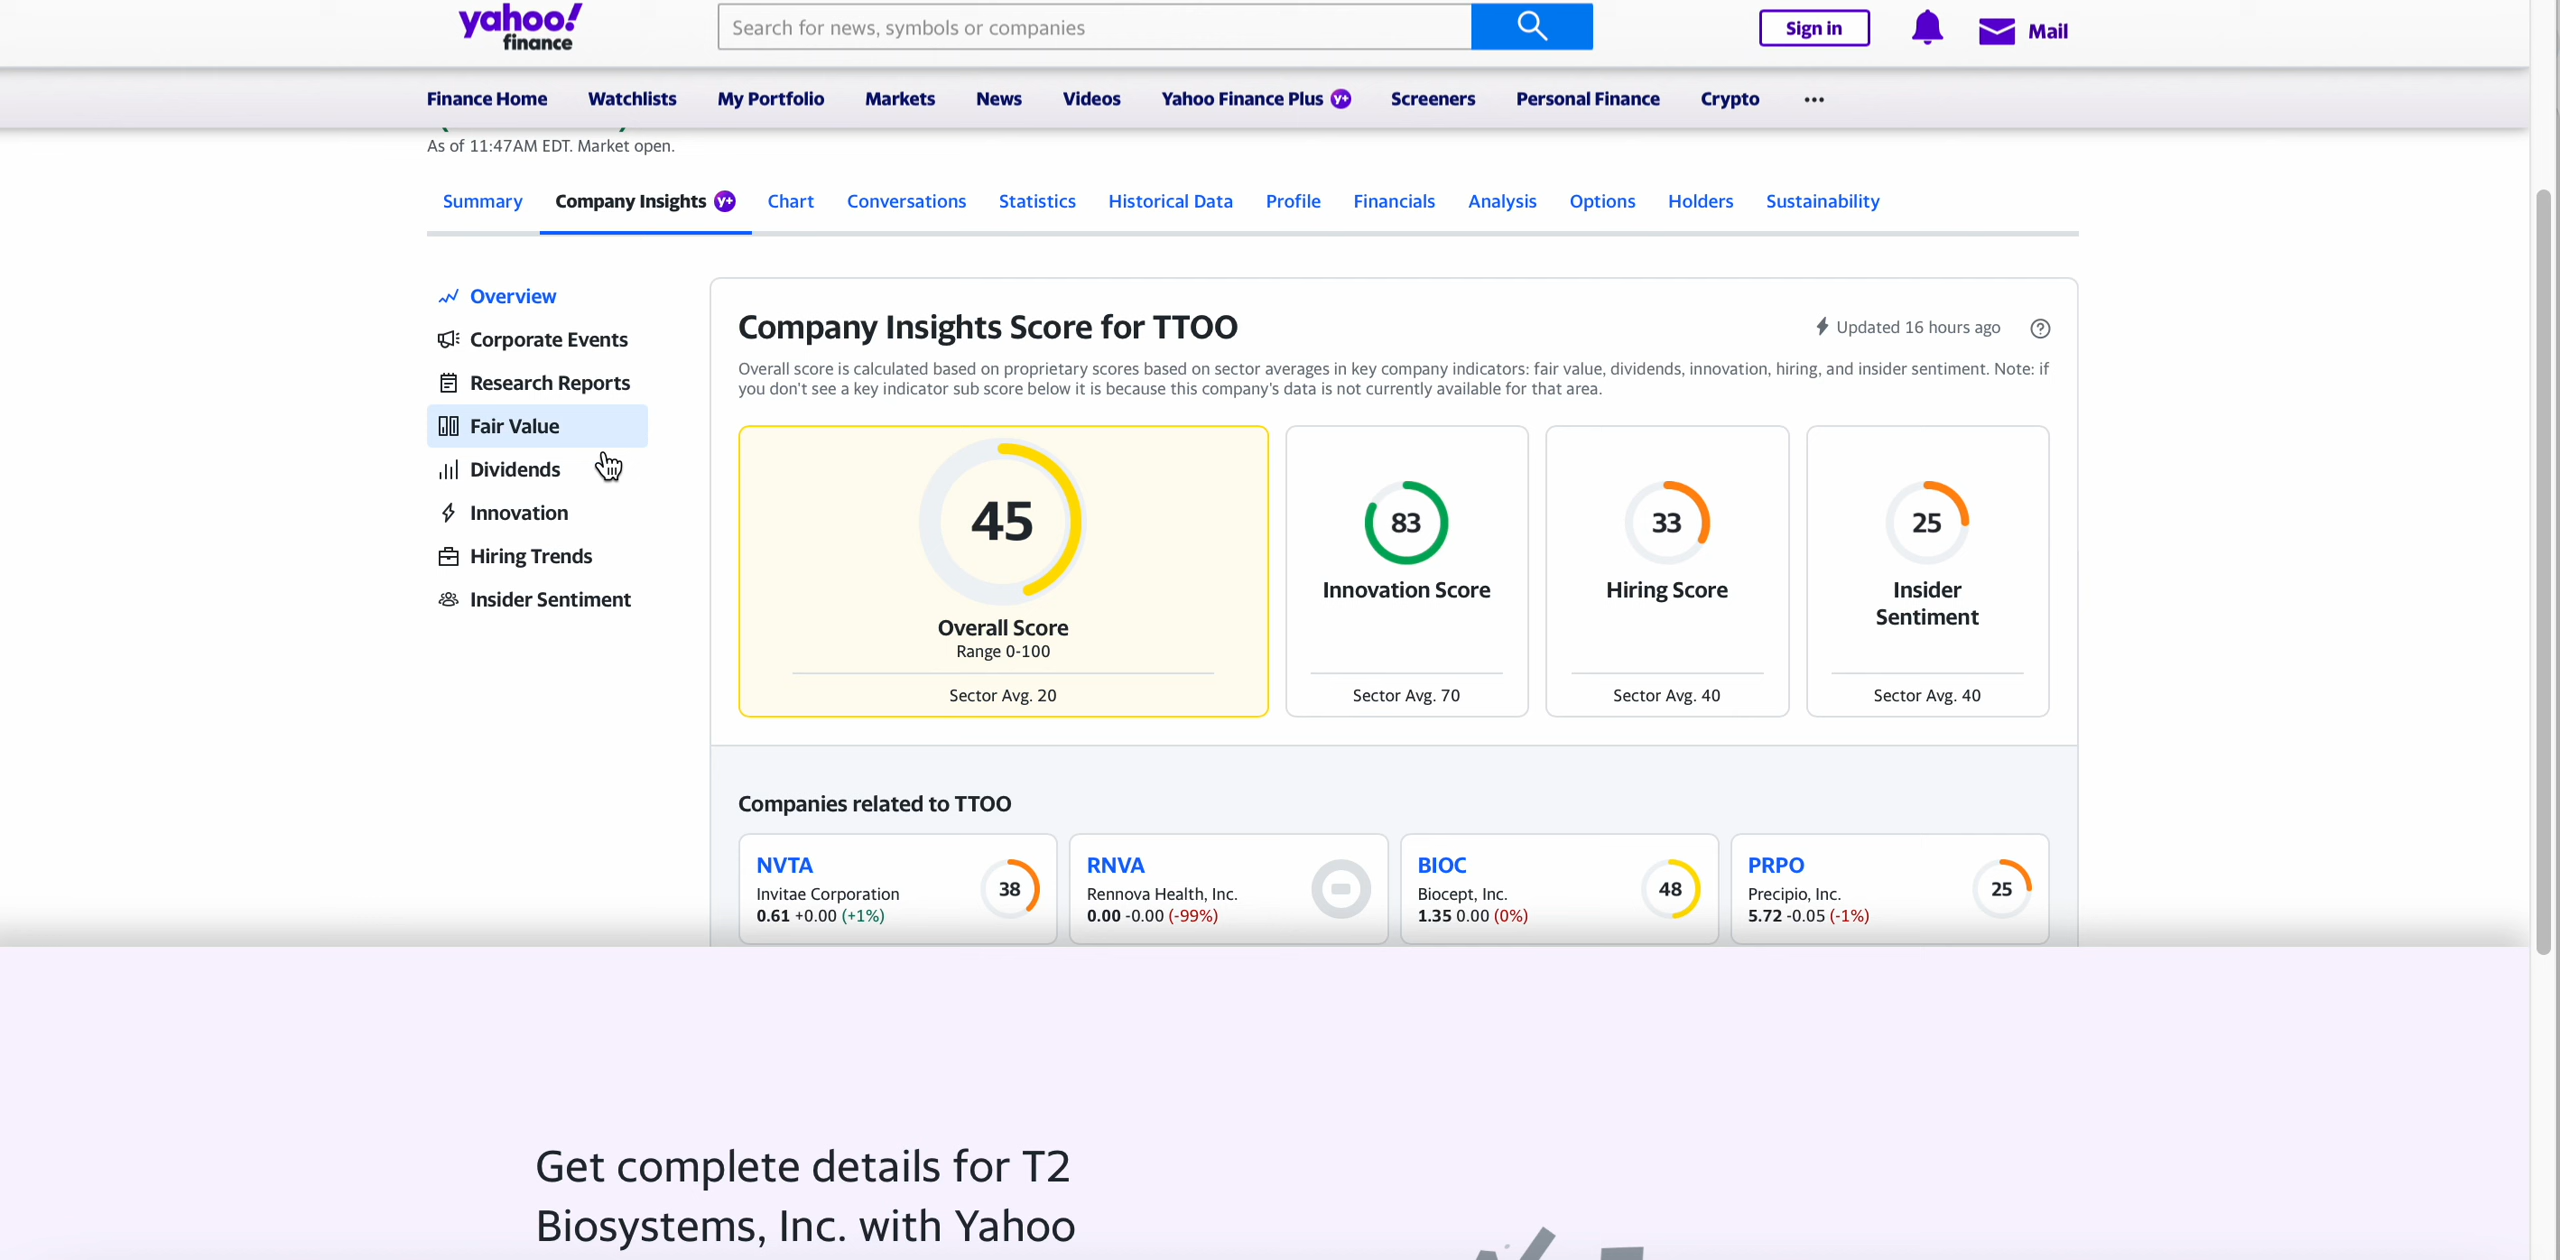 yahoo!
finance
Search for news, symbols or companies
Sign in
Mail
Finance Home Watchlists My Portfolio Markets News Videos Yahoo Finance Plus Y+ Screeners Personal Finance Crypto ...
As of 11:47AM EDT. Market open.
Summary Company Insights Y+ Chart Conversations Statistics Historical Data Profile Financials Analysis Options Holders Sustainability
Overview
Corporate Events
Research Reports
Fair Value
Dividends
Innovation
Hiring Trends
Insider Sentiment
Company Insights Score for TTOO
Updated 16 hours ago
Overall score is calculated based on proprietary scores based on sector averages in key company indicators: fair value, dividends, innovation, hiring, and insider sentiment. Note: if
you don't see a key indicator sub score below it is because this company's data is not currently available for that area.
45
Overall Score
Range 0-100
Sector Avg. 20
83
Innovation Score
Sector Avg. 70
33
Hiring Score
Sector Avg. 40
25
Insider
Sentiment
Sector Avg. 40
Companies related to TTOO
NVTA
Invitae Corporation
0.61 +0.00 (+1%)
38
RNVA
Rennova Health, Inc.
0.00 -0.00 (-99%)
BIOC
Biocept, Inc.
1.35 0.00 (0%)
48
PRPO
Precipio, Inc.
5.72 -0.05 (-1%)
25
Get complete details for T2
Biosystems, Inc. with Yahoo